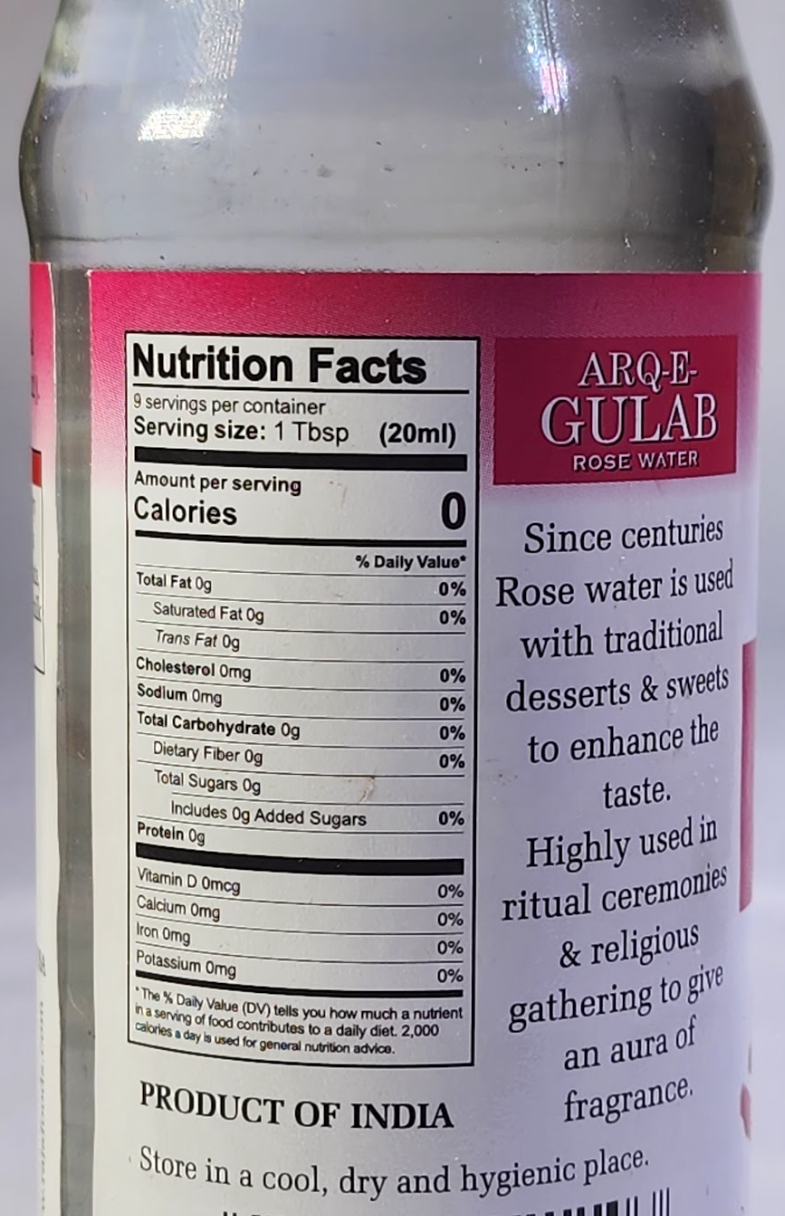 Nutrition Facts
9 servings per container
Serving size: 1 Tbsp (20ml)
Amount per serving
Calories 0
% Daily Value*
Total Fat 0g 0%
Saturated Fat 0g 0%
Trans Fat 0g
Cholesterol 0mg 0%
Sodium 0mg 0%
Total Carbohydrate 0g 0%
Dietary Fiber 0g 0%
Total Sugars 0g
Includes 0g Added Sugars 0%
Protein 0g
Vitamin D 0mcg 0%
Calcium 0mg 0%
Iron 0mg 0%
Potassium 0mg 0%
*The % Daily Value (DV) tells you how much a nutrient
in a serving of food contributes to a daily diet. 2,000
calories a day is used for general nutrition advice.
PRODUCT OF INDIA
Store in a cool, dry and hygienic place.
ARQ-E-
GULAB
ROSE WATER
Since centuries
Rose water is used
with traditional
desserts & sweets
to enhance the
taste.
Highly used in
ritual ceremonies
& religious
gathering to give
an aura of
fragrance.